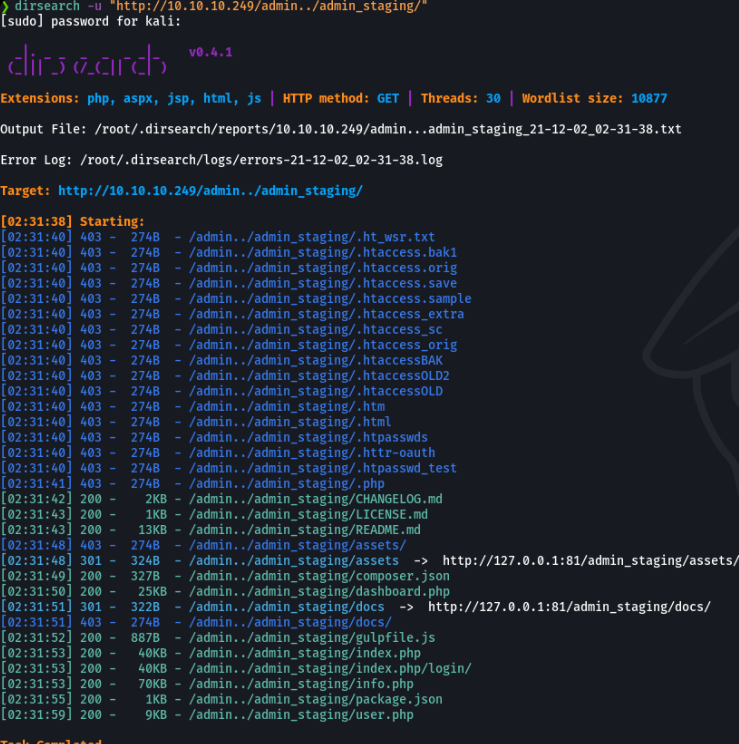 ❯ dirsearch -u "http://10.10.10.249/admin../admin_staging/"
[sudo] password for kali:
v0.4.1
Extensions: php, aspx, jsp, html, js | HTTP method: GET | Threads: 30 | Wordlist size: 10877
Output File: /root/.dirsearch/reports/10.10.10.249/admin...admin_staging_21-12-02_02-31-38.txt
Error Log: /root/.dirsearch/logs/errors-21-12-02_02-31-38.log
Target: http://10.10.10.249/admin../admin_staging/
[02:31:38] Starting:
[02:31:40] 403 - 274B - /admin../admin_staging/.ht_wsr.txt
[02:31:40] 403 - 274B - /admin../admin_staging/.htaccess.bak1
[02:31:40] 403 - 274B - /admin../admin_staging/.htaccess.orig
[02:31:40] 403 - 274B - /admin../admin_staging/.htaccess.save
[02:31:40] 403 - 274B - /admin../admin_staging/.htaccess.sample
[02:31:40] 403 - 274B - /admin../admin_staging/.htaccess_extra
[02:31:40] 403 - 274B - /admin../admin_staging/.htaccess_sc
[02:31:40] 403 - 274B - /admin../admin_staging/.htaccess_orig
[02:31:40] 403 - 274B - /admin../admin_staging/.htaccessBAK
[02:31:40] 403 - 274B - /admin../admin_staging/.htaccessOLD2
[02:31:40] 403 - 274B - /admin../admin_staging/.htaccessOLD
[02:31:40] 403 - 274B - /admin../admin_staging/.htm
[02:31:40] 403 - 274B - /admin../admin_staging/.html
[02:31:40] 403 - 274B - /admin../admin_staging/.htpasswds
[02:31:40] 403 - 274B - /admin../admin_staging/.httr-oauth
[02:31:40] 403 - 274B - /admin../admin_staging/.htpasswd_test
[02:31:41] 403 - 274B - /admin../admin_staging/.php
[02:31:42] 200 - 2KB - /admin../admin_staging/CHANGELOG.md
[02:31:43] 200 - 1KB - /admin../admin_staging/LICENSE.md
[02:31:43] 200 - 13KB - /admin../admin_staging/README.md
[02:31:48] 403 - 274B - /admin../admin_staging/assets/
[02:31:48] 301 - 324B - /admin../admin_staging/assets -> http://127.0.0.1:81/admin_staging/assets/
[02:31:49] 200 - 327B - /admin../admin_staging/composer.json
[02:31:50] 200 - 25KB - /admin../admin_staging/dashboard.php
[02:31:51] 301 - 322B - /admin../admin_staging/docs -> http://127.0.0.1:81/admin_staging/docs/
[02:31:51] 403 - 274B - /admin../admin_staging/docs/
[02:31:52] 200 - 887B - /admin../admin_staging/gulpfile.js
[02:31:53] 200 - 40KB - /admin../admin_staging/index.php
[02:31:53] 200 - 40KB - /admin../admin_staging/index.php/login/
[02:31:53] 200 - 70KB - /admin../admin_staging/info.php
[02:31:55] 200 - 1KB - /admin../admin_staging/package.json
[02:31:59] 200 - 9KB - /admin../admin_staging/user.php
Task Completed